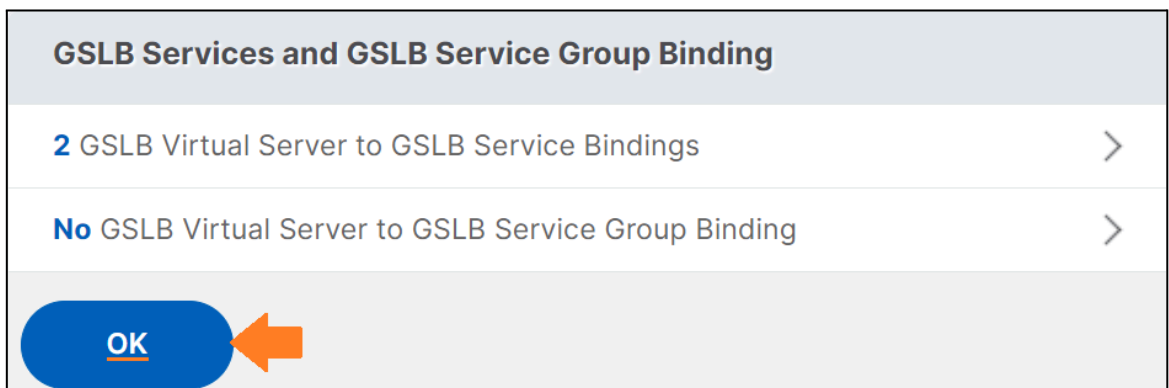 GSLB Services and GSLB Service Group Binding
2 GSLB Virtual Server to GSLB Service Bindings
No GSLB Virtual Server to GSLB Service Group Binding
OK